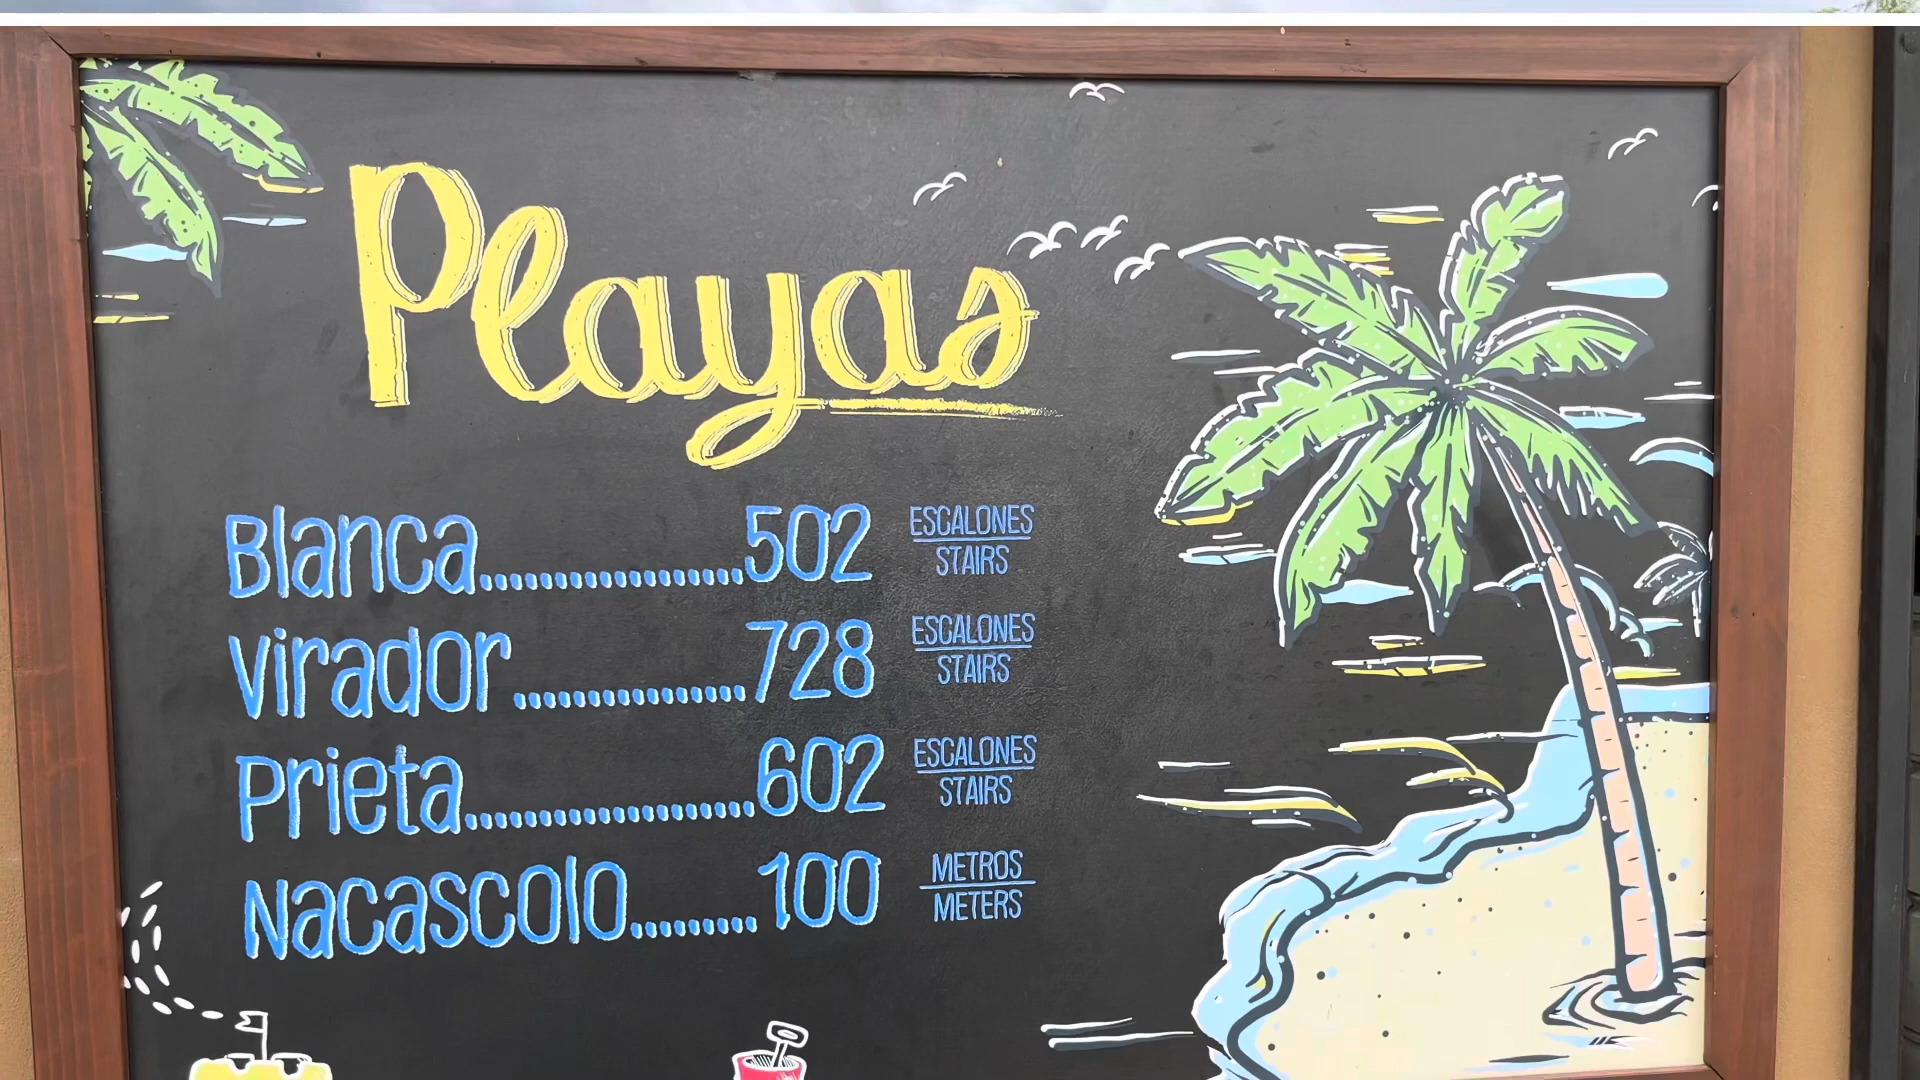 Playas
Blanca.......................502 ESCALONES
STAIRS
Virador....................728 ESCALONES
STAIRS
Prieta.........................602 ESCALONES
STAIRS
Nacascolo...........100 METROS
METERS